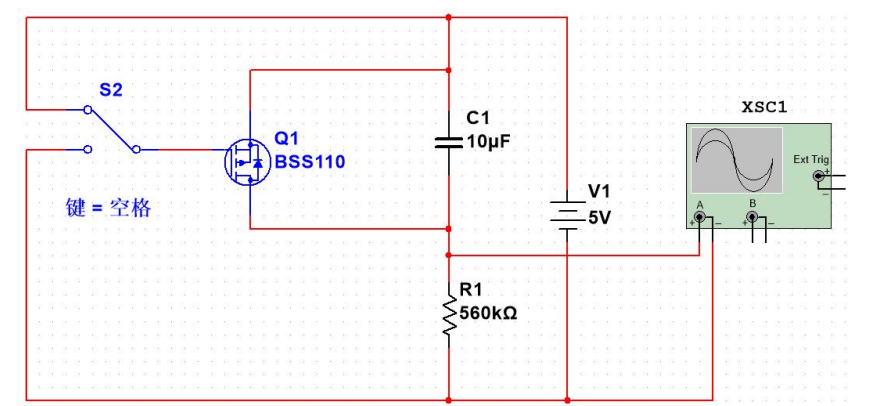 S2
键 = 空格
Q1
BSS110
C1
10µF
V1
5V
R1
560kΩ
XSC1
Ext Trig
+
−
A
B
+
−
+
−